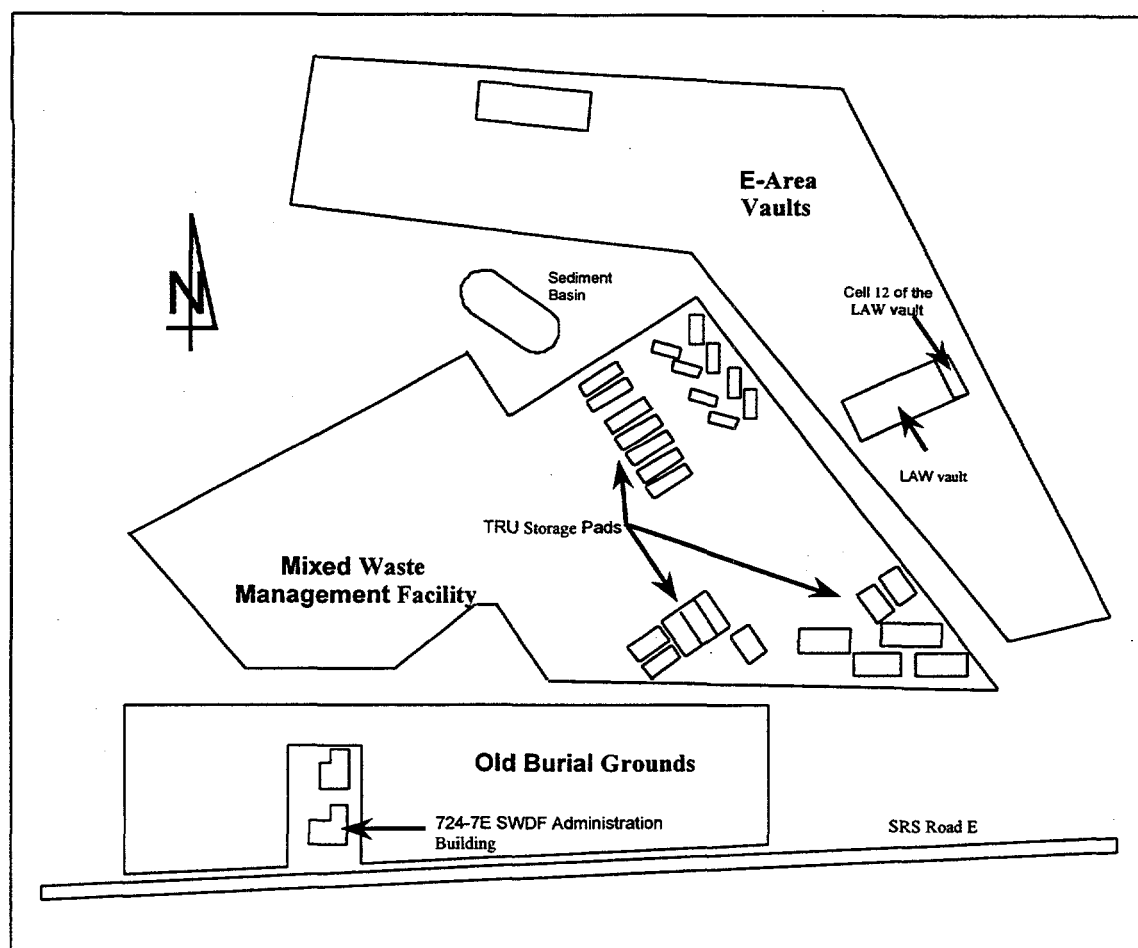 E-Area
Vaults
N
Sediment
Basin
Cell 12 of the
LAW vault
LAW vault
TRU Storage Pads
Mixed Waste
Management Facility
Old Burial Grounds
724-7E SWDF Administration
Building
SRS Road E